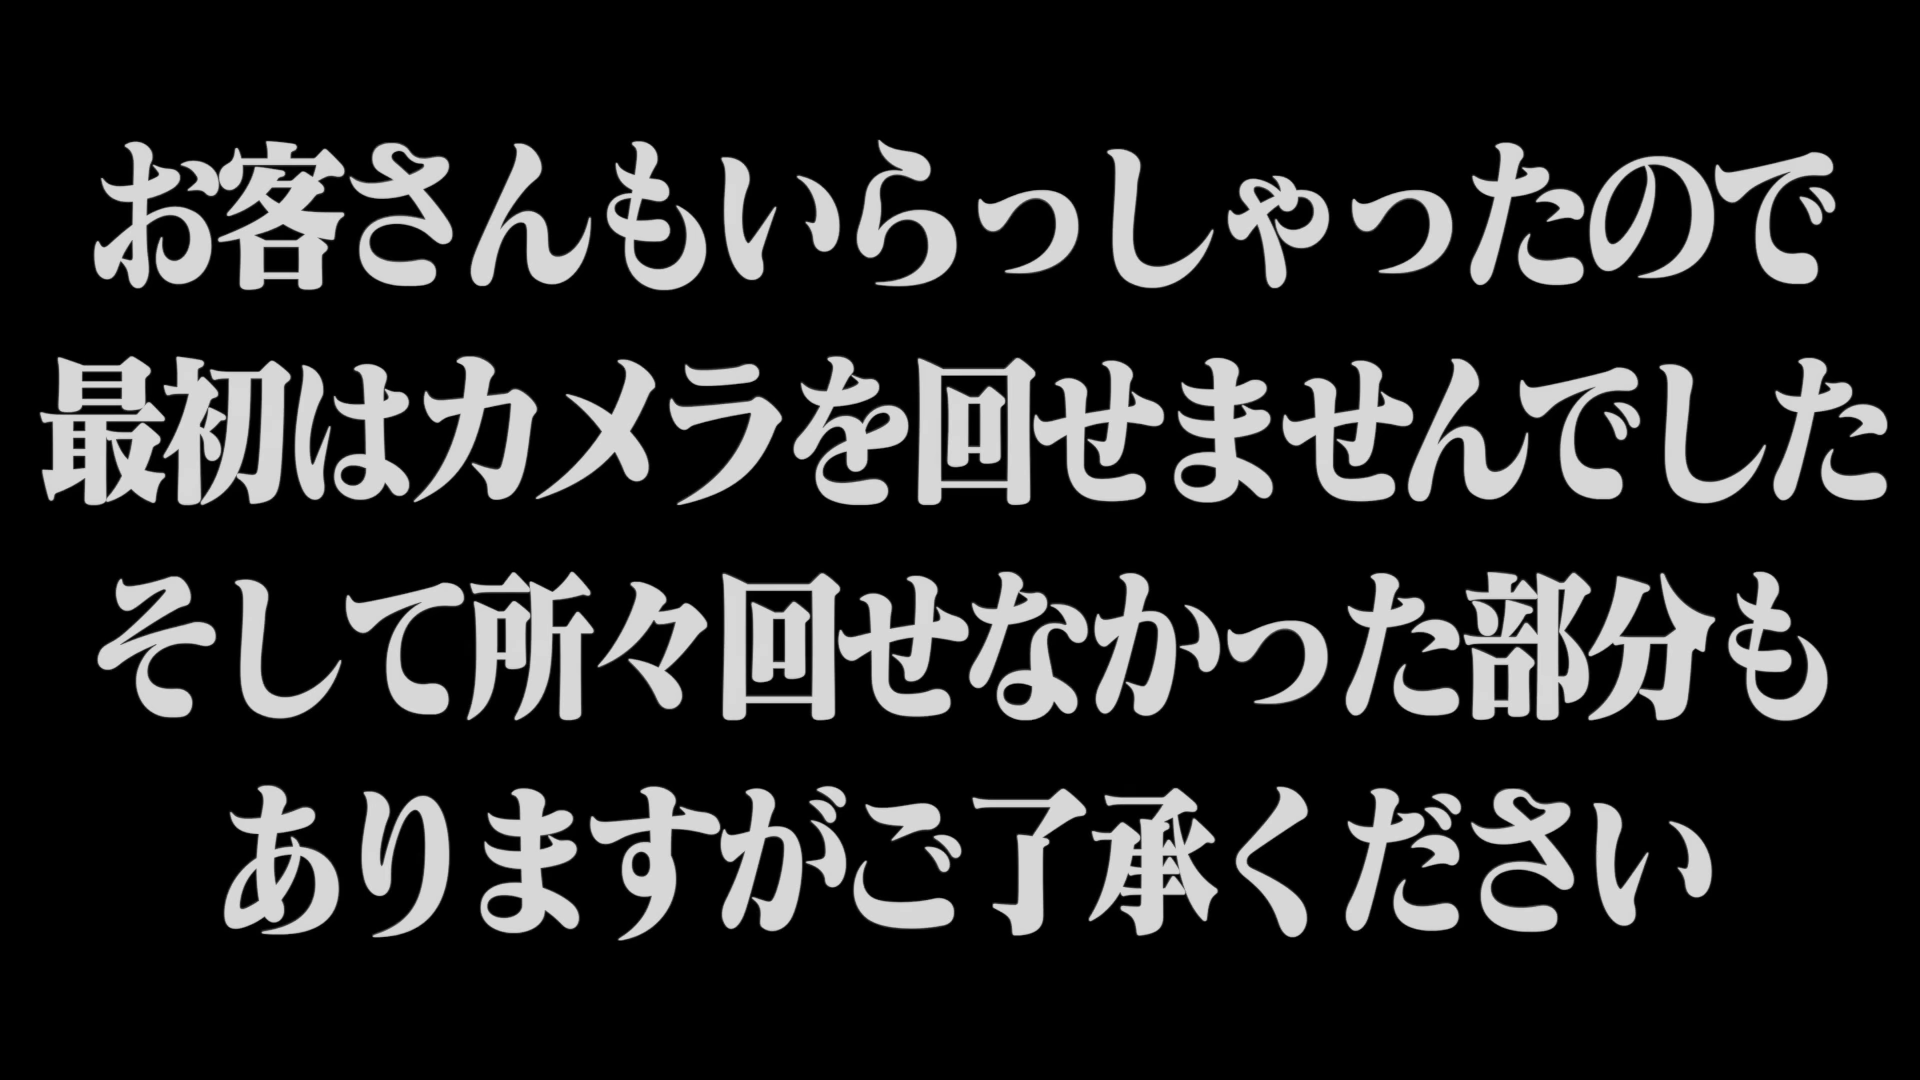 お客さんもいらっしゃったので
最初はカメラを回せませんでした
そして所々回せなかった部分も
ありますがご了承ください